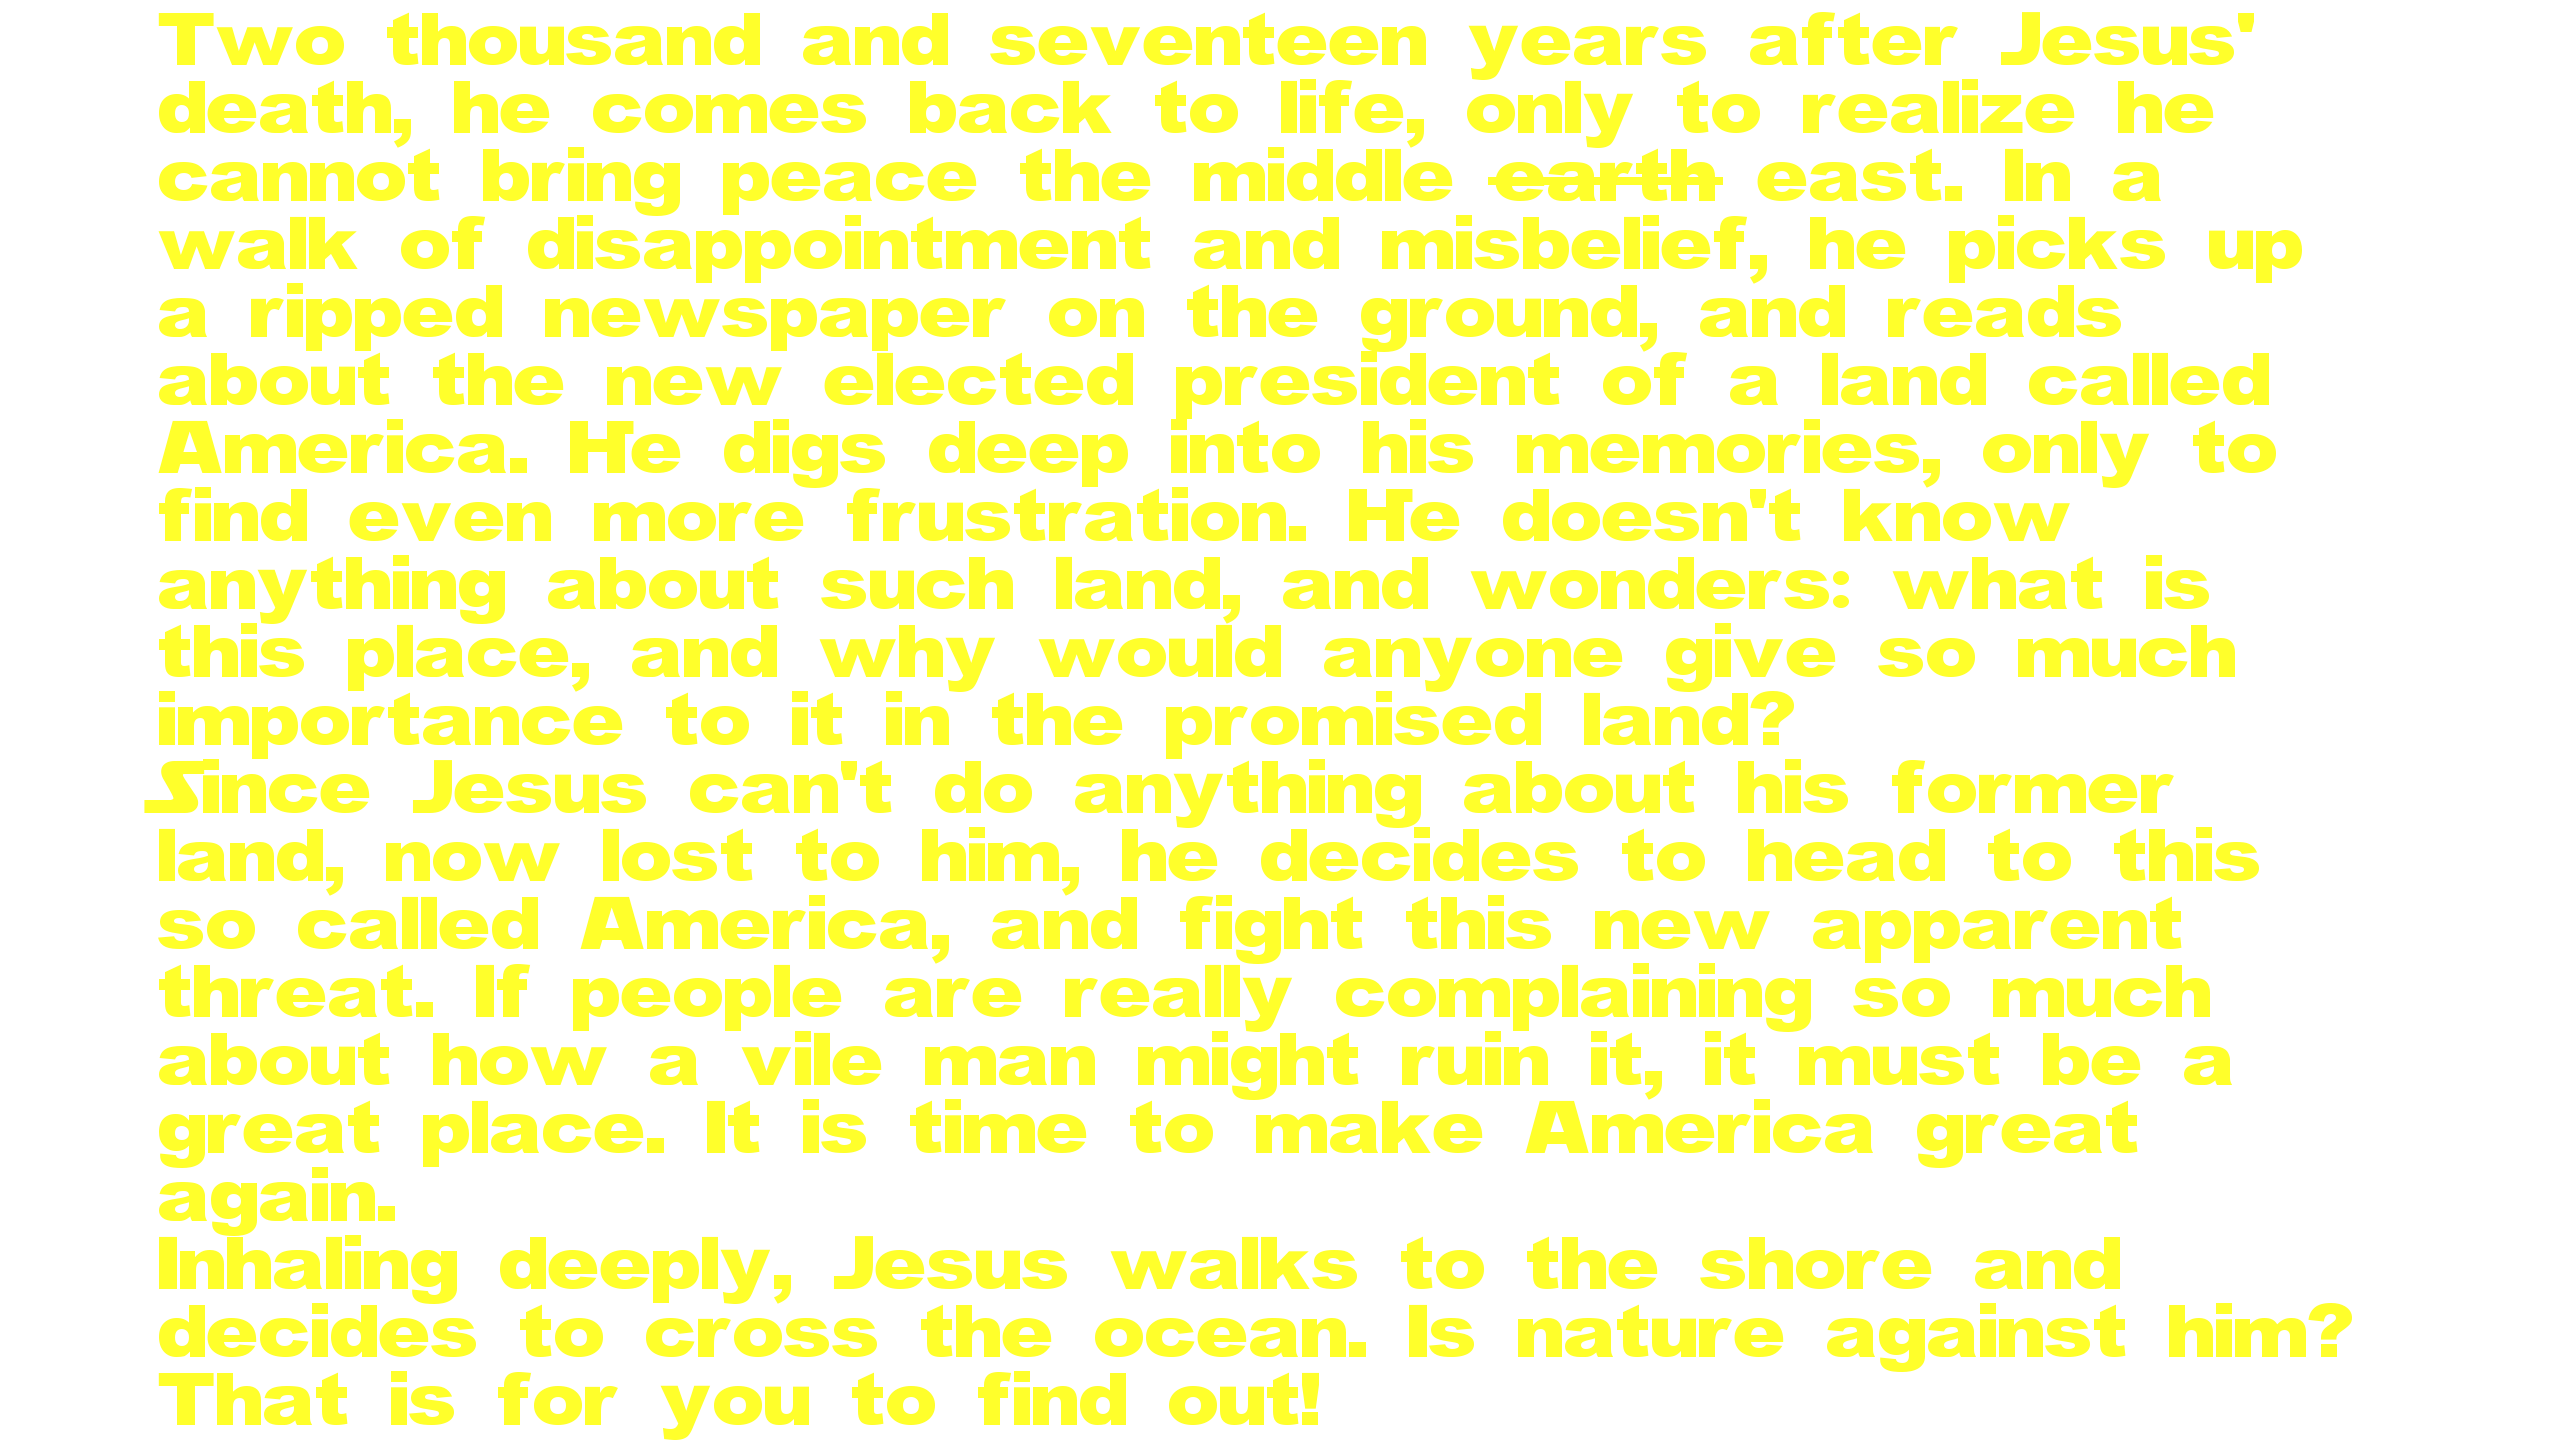 Two thousand and seventeen years after Jesus'
death, he comes back to life, only to realize he
cannot bring peace the middle earth east. In a
walk of disappointment and misbelief, he picks up
a ripped newspaper on the ground, and reads
about the new elected president of a land called
America. He digs deep into his memories, only to
find even more frustration. He doesn't know
anything about such land, and wonders: what is
this place, and why would anyone give so much
importance to it in the promised land?
Since Jesus can't do anything about his former
land, now lost to him, he decides to head to this
so called America, and fight this new apparent
threat. If people are really complaining so much
about how a vile man might ruin it, it must be a
great place. It is time to make America great
again.
Inhaling deeply, Jesus walks to the shore and
decides to cross the ocean. Is nature against him?
That is for you to find out!